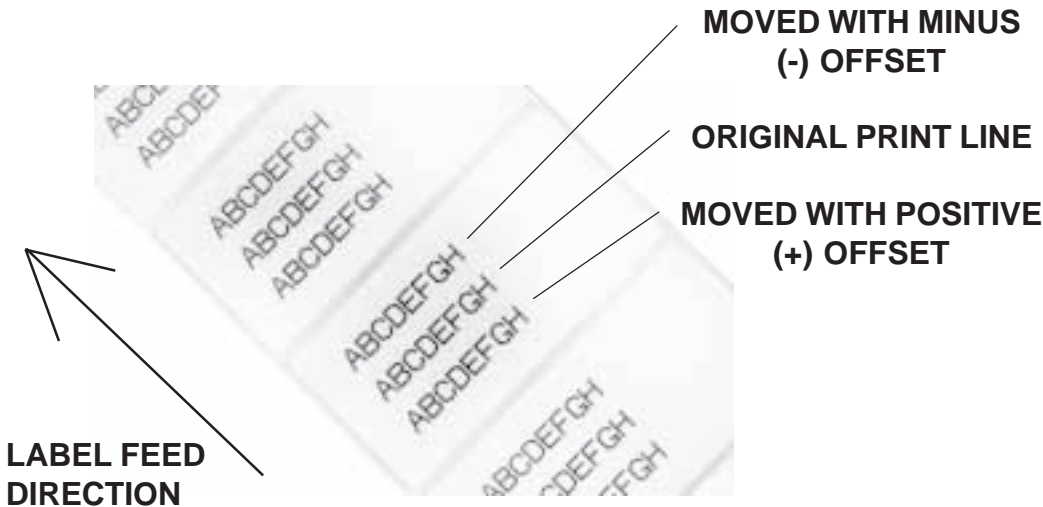 MOVED WITH MINUS
(-) OFFSET
ORIGINAL PRINT LINE
MOVED WITH POSITIVE
(+) OFFSET
ABCDEFGH
ABCDEFGH
ABCDEFGH
ABCDEFGH
ABCDEFGH
ABCDEFGH
ABCDEFGH
LABEL FEED
DIRECTION